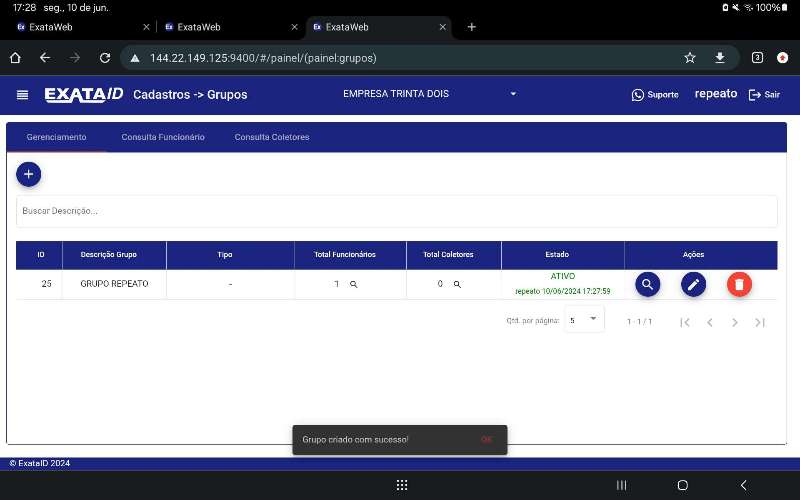 17:28 seg., 10 de jun. 100%
ExataWeb ExataWeb ExataWeb
144.22.149.125:9400/#/painel/(painel:grupos) 3
EXATAID Cadastros -> Grupos EMPRESA TRINTA DOIS Suporte repeato Sair
Gerenciamento Consulta Funcionário Consulta Coletores
Buscar Descrição...
ID Descrição Grupo Tipo Total Funcionários Total Coletores Estado Ações
25 GRUPO REPEATO - 1 0 ATIVO
repeato 10/06/2024 17:27:59
Qtd. por página: 5 1 - 1 / 1
Grupo criado com sucesso! OK
© ExataID 2024